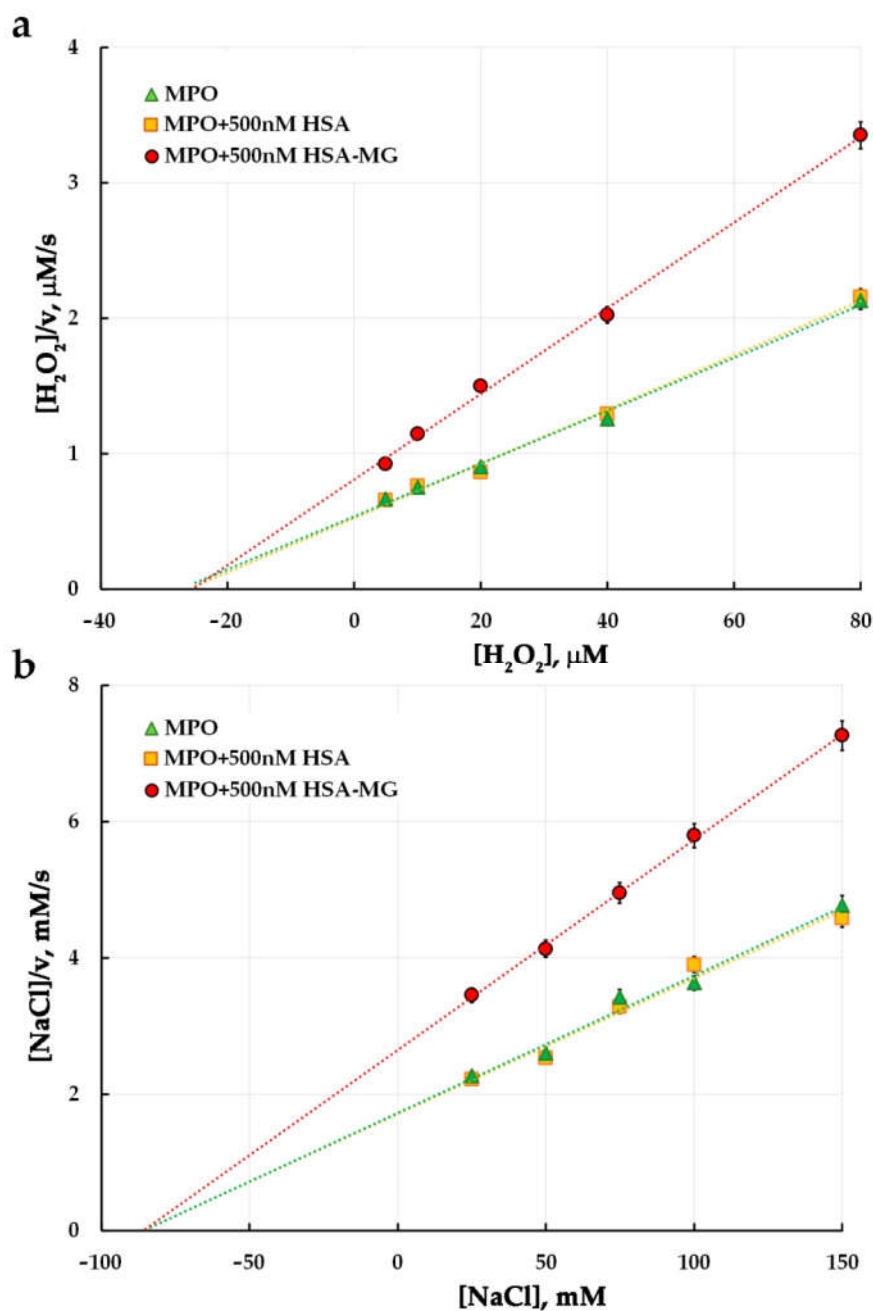 a
4
3
2
1
0
[H₂O₂]/v, μM/s
MPO
MPO+500nM HSA
MPO+500nM HSA-MG
−40 −20 0 20 40 60 80
[H₂O₂], μM
b
8
6
4
2
0
[NaCl]/v, mM/s
MPO
MPO+500nM HSA
MPO+500nM HSA-MG
−100 −50 0 50 100 150
[NaCl], mM